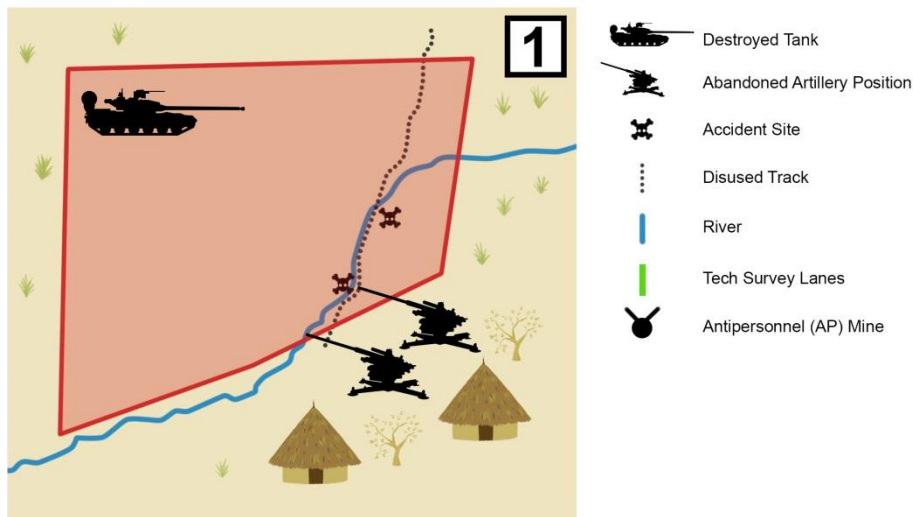 1
Destroyed Tank
Abandoned Artillery Position
Accident Site
Disused Track
River
Tech Survey Lanes
Antipersonnel (AP) Mine